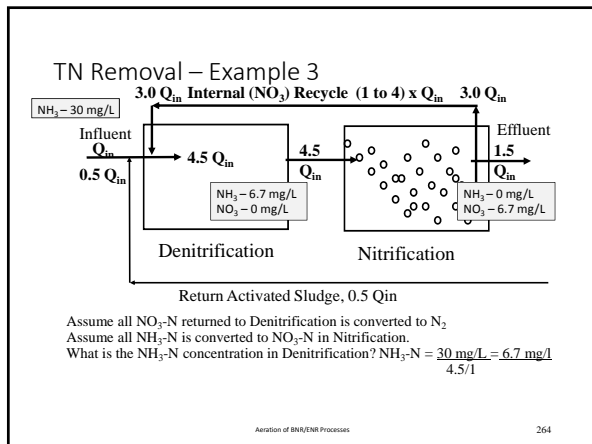 TN Removal – Example 3
3.0 Qin Internal (NO3) Recycle (1 to 4) x Qin 3.0 Qin
NH3 – 30 mg/L
Influent
Qin
0.5 Qin
4.5 Qin
4.5
Qin
Effluent
1.5
Qin
NH3 – 6.7 mg/L
NO3 – 0 mg/L
NH3 – 0 mg/L
NO3 – 6.7 mg/L
Denitrification
Nitrification
Return Activated Sludge, 0.5 Qin
Assume all NO3-N returned to Denitrification is converted to N2
Assume all NH3-N is converted to NO3-N in Nitrification.
What is the NH3-N concentration in Denitrification? NH3-N = 30 mg/L = 6.7 mg/l
4.5/1
Aeration of BNR/ENR Processes
264